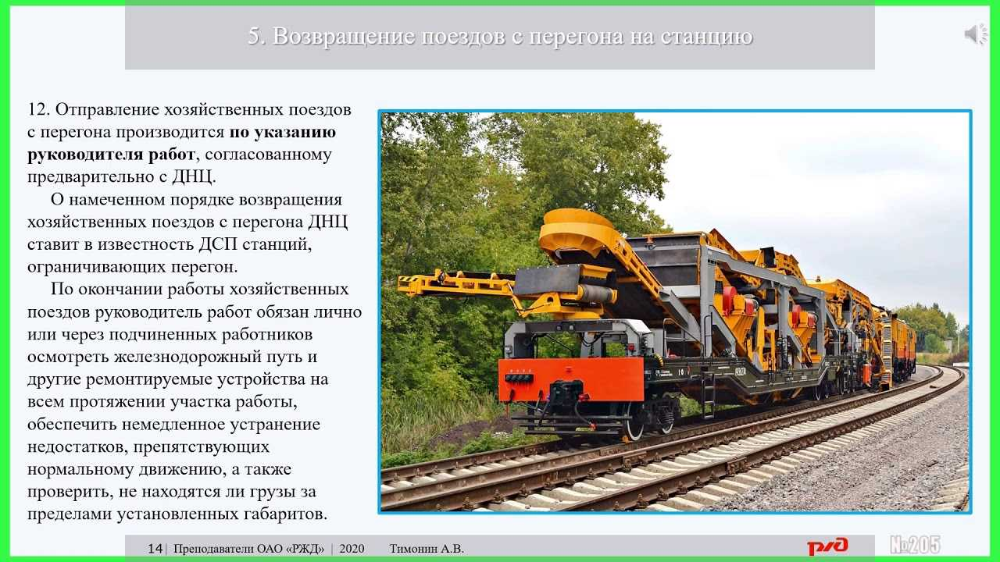 5. Возвращение поездов с перегона на станцию
12. Отправление хозяйственных поездов
с перегона производится по указанию
руководителя работ, согласованному
предварительно с ДНЦ.
О намеченном порядке возвращения
хозяйственных поездов с перегона ДНЦ
ставит в известность ДСП станций,
ограничивающих перегон.
По окончании работы хозяйственных
поездов руководитель работ обязан лично
или через подчиненных работников
осмотреть железнодорожный путь и
другие ремонтируемые устройства на
всем протяжении участка работы,
обеспечить немедленное устранение
недостатков, препятствующих
нормальному движению, а также
проверить, не находятся ли грузы за
пределами установленных габаритов.
14 | Преподаватели ОАО «РЖД» | 2020 Тимонин А.В.
ржд
№205